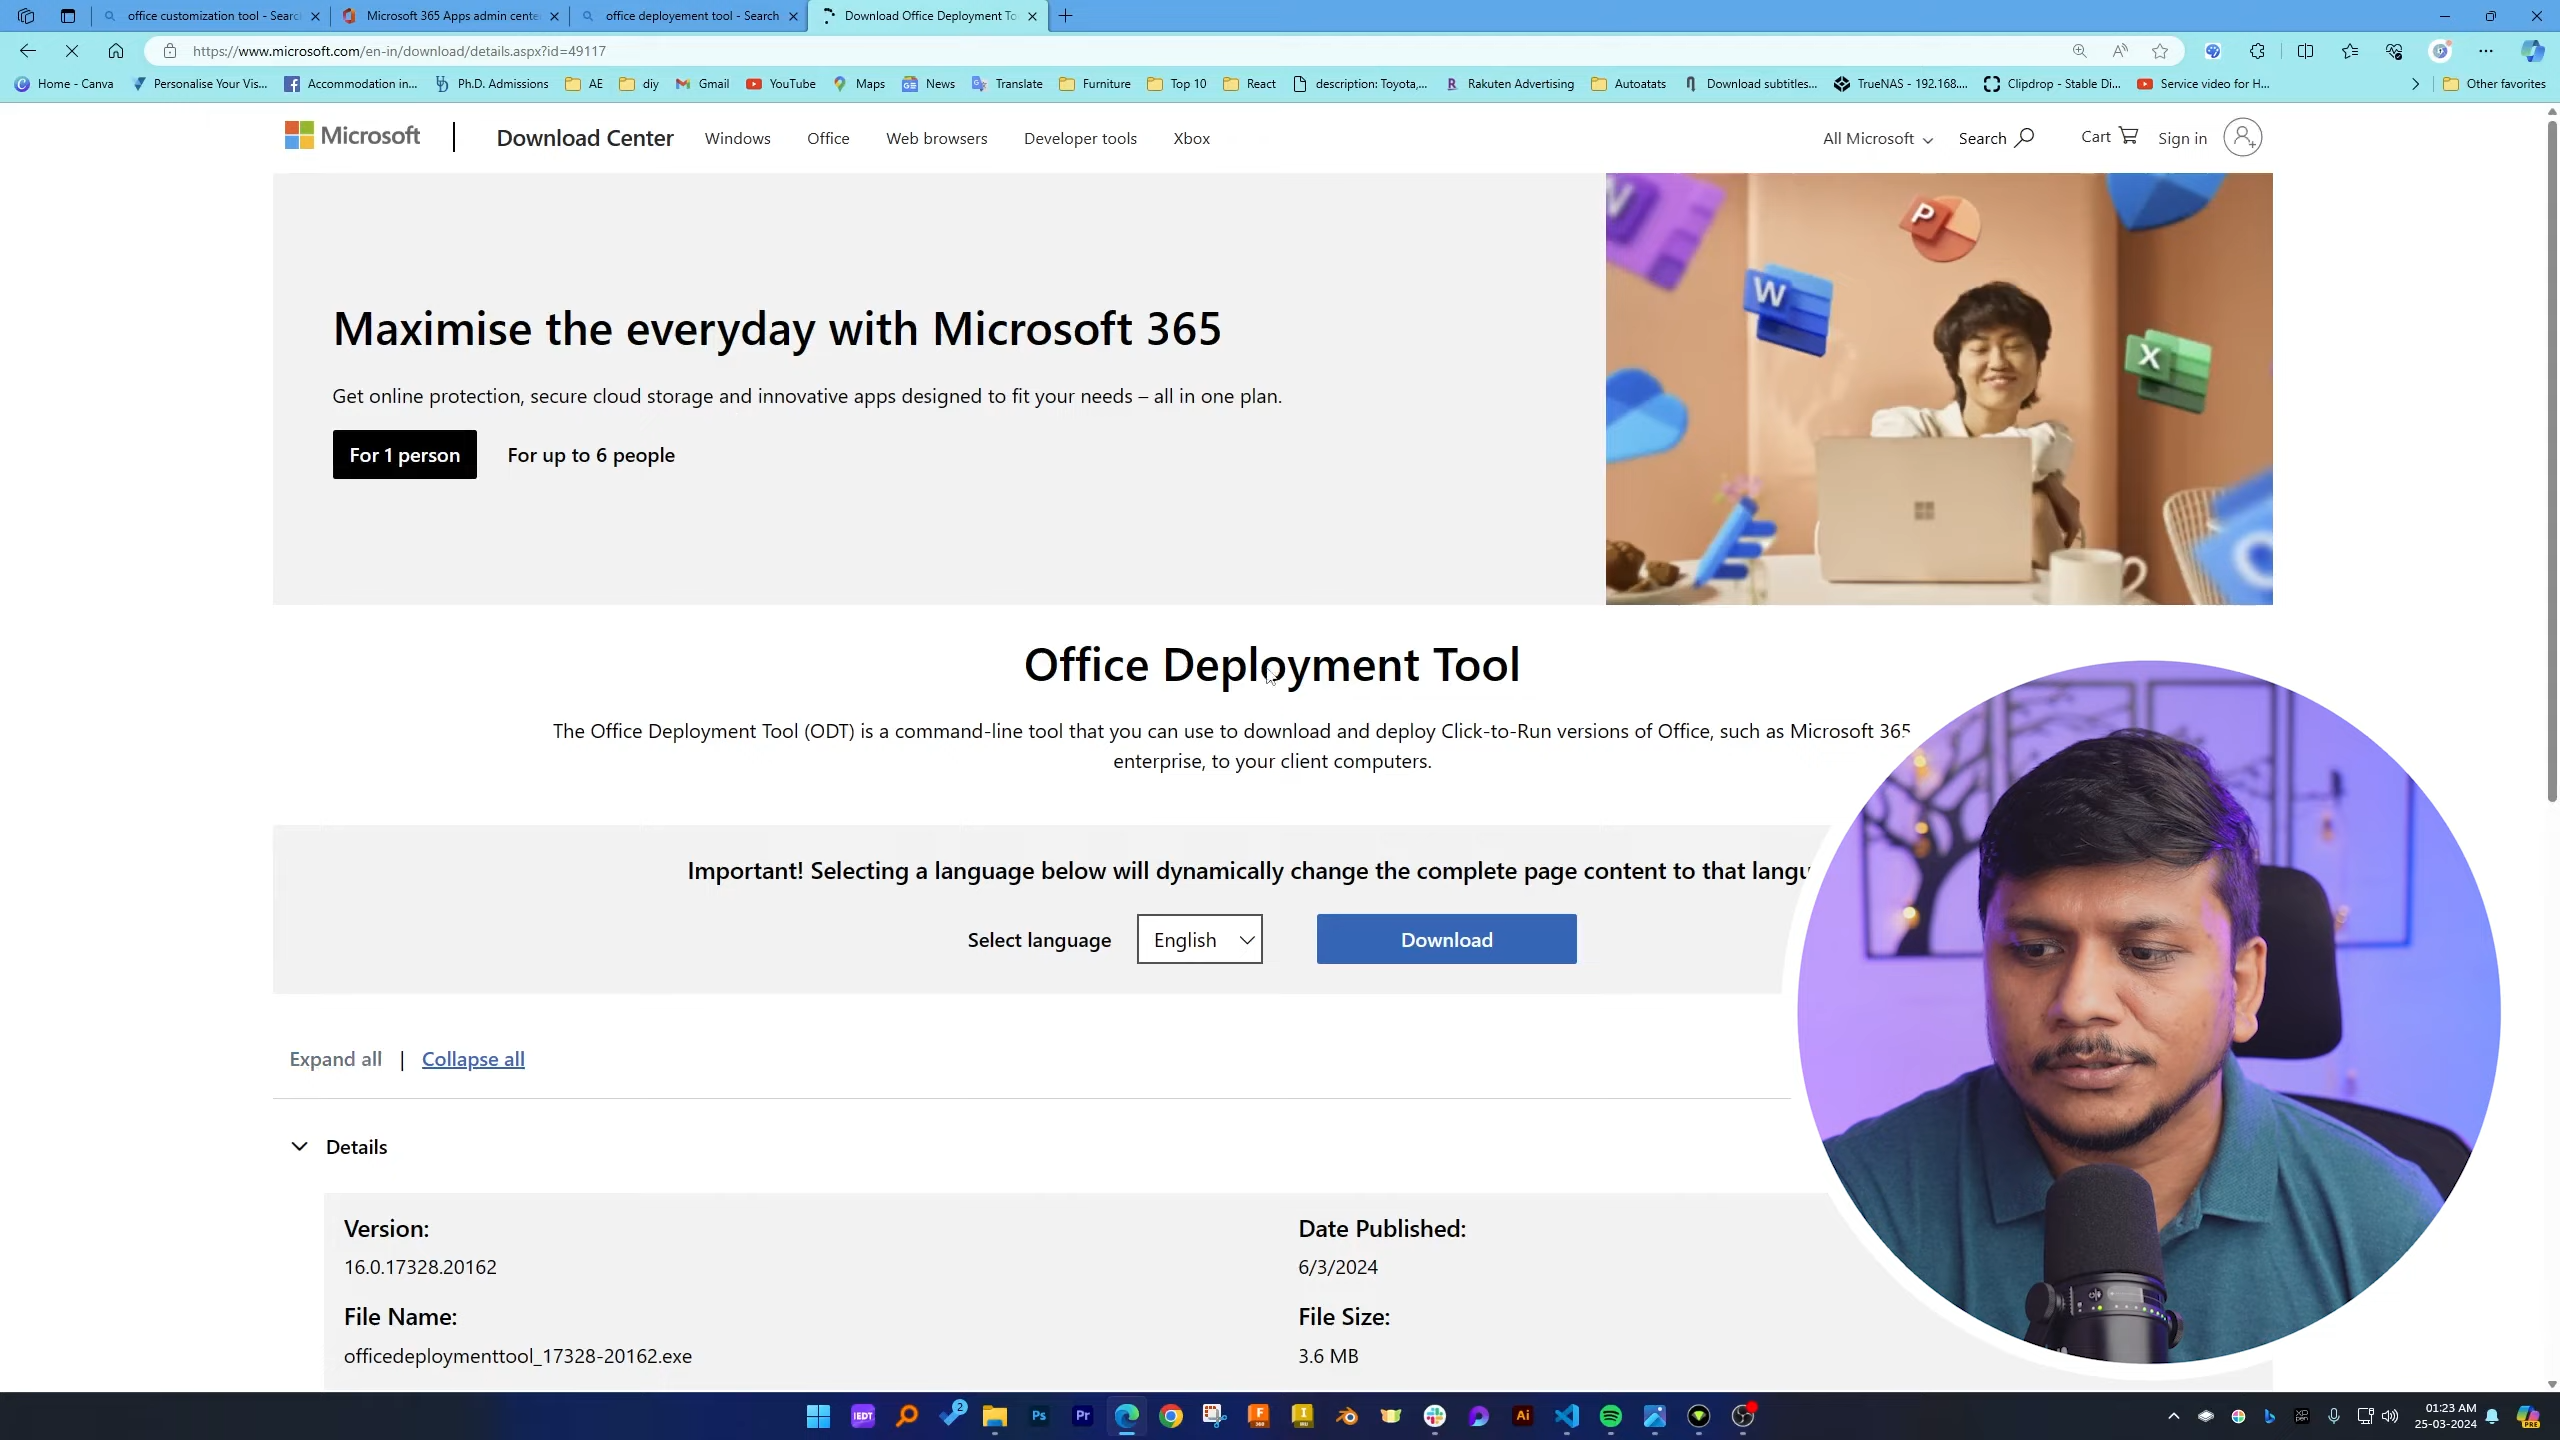 office customization tool - Searc
Microsoft 365 Apps admin cente
office deployement tool - Search
Download Office Deployment To
https://www.microsoft.com/en-in/download/details.aspx?id=49117
Home - Canva
Personalise Your Vis...
Accommodation in...
Ph.D. Admissions
AE
diy
Gmail
YouTube
Maps
News
Translate
Furniture
Top 10
React
description: Toyota,...
Rakuten Advertising
Autoatats
Download subtitles...
TrueNAS - 192.168....
Clipdrop - Stable Di...
Service video for H...
Other favorites
Microsoft
Download Center
Windows
Office
Web browsers
Developer tools
Xbox
All Microsoft
Search
Cart
Sign in
Maximise the everyday with Microsoft 365
Get online protection, secure cloud storage and innovative apps designed to fit your needs – all in one plan.
For 1 person
For up to 6 people
Office Deployment Tool
The Office Deployment Tool (ODT) is a command-line tool that you can use to download and deploy Click-to-Run versions of Office, such as Microsoft 365
enterprise, to your client computers.
Important! Selecting a language below will dynamically change the complete page content to that langu
Select language
English
Download
Expand all | Collapse all
Details
Version:
16.0.17328.20162
Date Published:
6/3/2024
File Name:
officedeploymenttool_17328-20162.exe
File Size:
3.6 MB
01:23 AM
25-03-2024